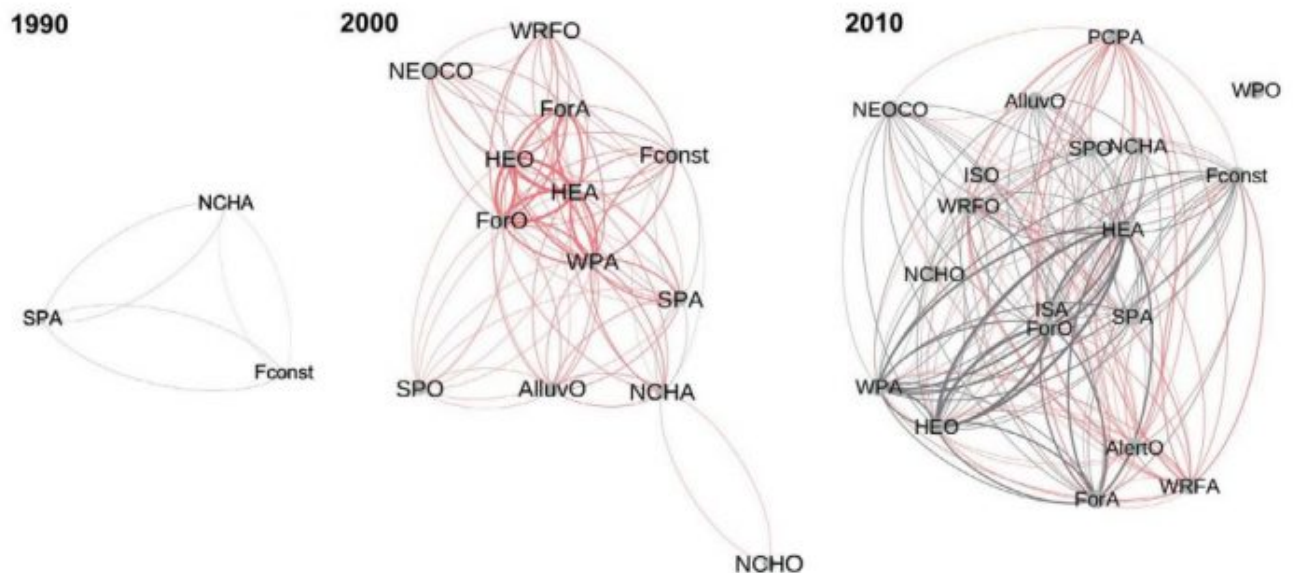 1990
NCHA
SPA
Fconst
2000
WRFO
NEOCO
ForA
HEO
Fconst
HEA
ForO
WPA
SPA
SPO
AlluvO
NCHA
NCHO
2010
PCPA
WPO
NEOCO
AlluvO
SPO
NCHA
Fconst
ISO
WRFO
HEA
NCHO
ISA
SPA
ForO
WPA
HEO
AlertO
WRFA
ForA